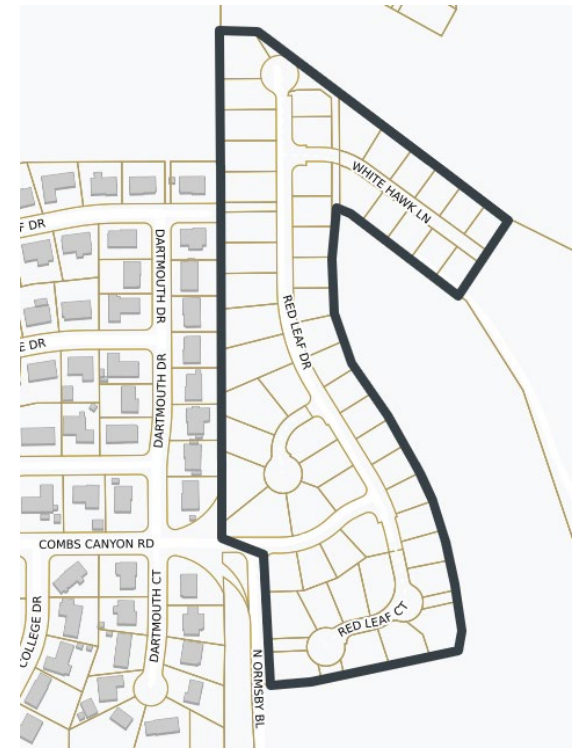 WHITE HAWK LN
F DR
DARTMOUTH DR
RED LEAF DR
E DR
DARTMOUTH DR
COMBS CANYON RD
COLLEGE DR
DARTMOUTH CT
N ORMSBY BL
RED LEAF CT